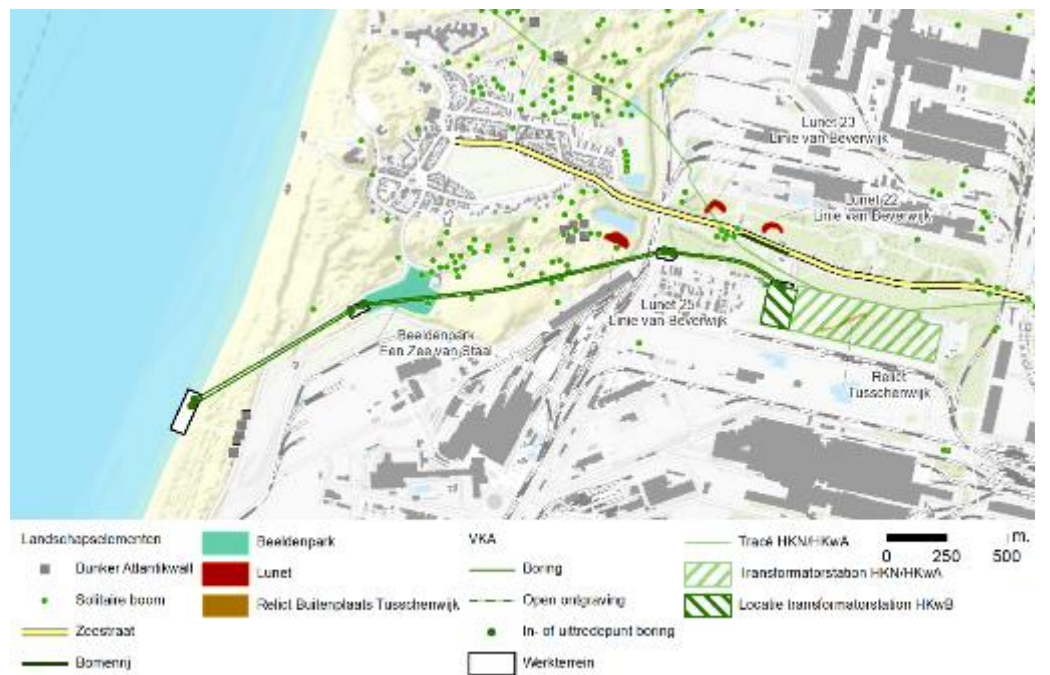 Lunet 23
Linie van Beverwijk
Lunet 22
Linie van Beverwijk
Lunet 25
Linie van Beverwijk
Beeldenpark
Een Zee van Staal
Relict
Tusschenwijk
Landschapselementen
Bunker Atlantikwall
Solitaire boom
Zeestraat
Bomenrij
Beeldenpark
Lunet
Relict Buitenplaats Tusschenwijk
VKA
Boring
Open ontgraving
In- of uittredepunt boring
Werkterrein
Tracé HKN/HKwA
Transformatorstation HKN/HKwA
Locatie transformatorstation HKwB
m.
0 250 500